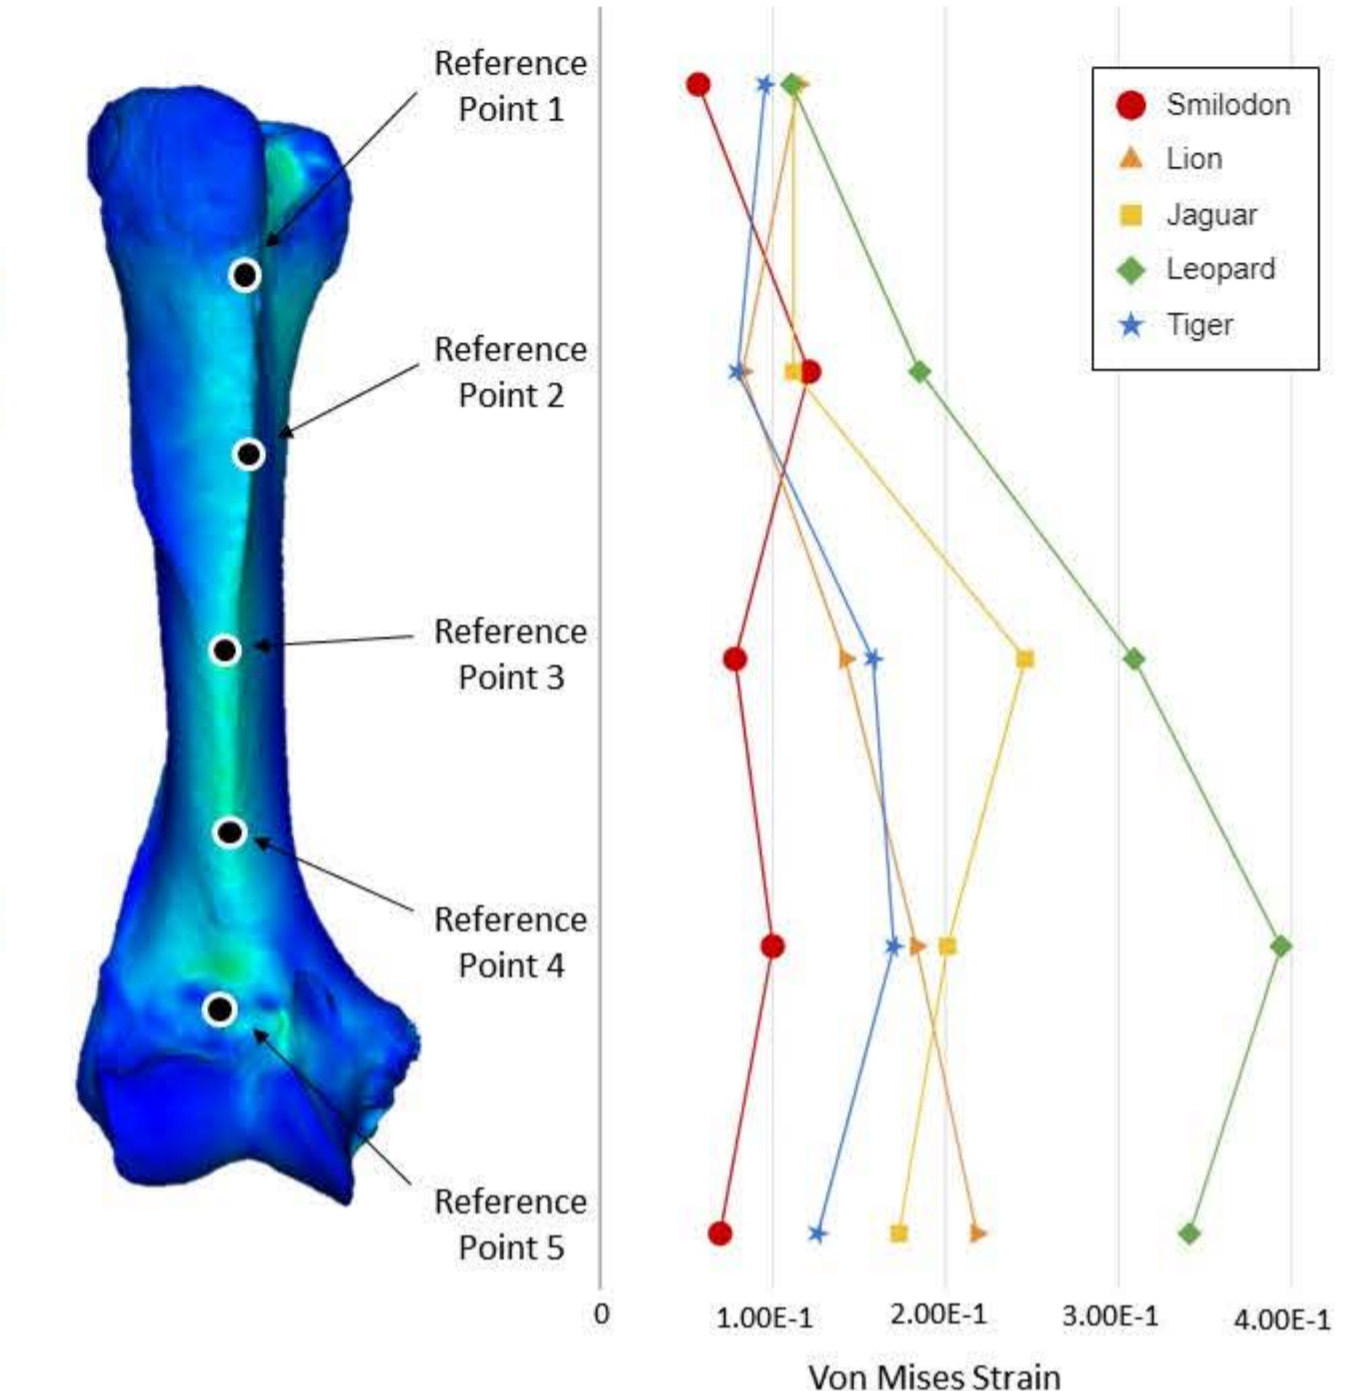 Reference
Point 1
Reference
Point 2
Reference
Point 3
Reference
Point 4
Reference
Point 5
Smilodon
Lion
Jaguar
Leopard
Tiger
0 1.00E-1 2.00E-1 3.00E-1 4.00E-1
Von Mises Strain